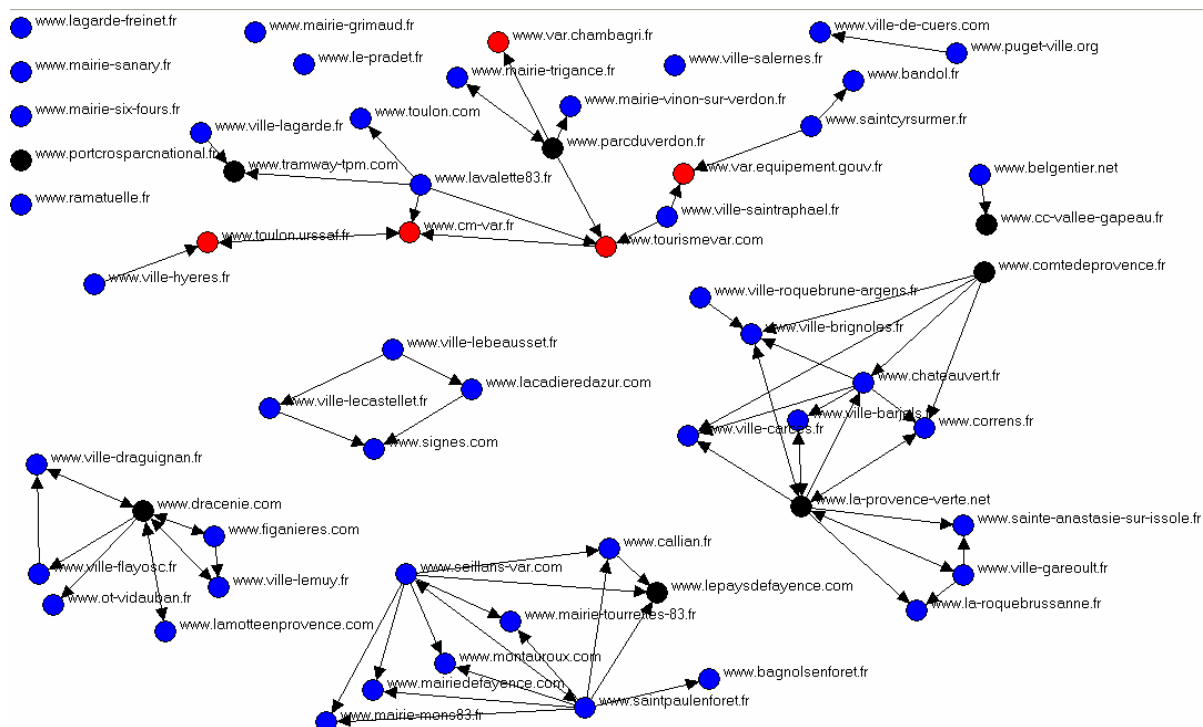 www.lagarde-freinet.fr
www.mairie-grimaud.fr
www.var.chambagri.fr
www.ville-de-cuers.com
www.puget-ville.org
www.le-pradet.fr
www.ville-salernes.fr
www.mairie-sanary.fr
www.mairie-trigance.fr
www.bandol.fr
www.mairie-six-fours.fr
www.toulon.com
www.mairie-vinon-sur-verdon.fr
www.saintcyrsurmer.fr
www.ville-lagarde.fr
www.parcduverdon.fr
www.portcrosparcnational.fr
www.tramway-tpm.com
www.var.equipement.gouv.fr
www.belgentier.net
www.lavalette83.fr
www.ramatuelle.fr
www.ville-saintraphael.fr
www.cc-vallee-gapeau.fr
www.cm-var.fr
www.toulon.urssaf.fr
www.tourismevar.com
www.ville-hyeres.fr
www.comtedeprovence.fr
www.ville-roquebrune-argens.fr
www.ville-brignoles.fr
www.ville-lebeausset.fr
www.chateauvert.fr
www.lacadieredazur.com
www.ville-lecastellet.fr
www.ville-barjols.fr
www.correns.fr
www.ville-carces.fr
www.signes.com
www.ville-draguignan.fr
www.la-provence-verte.net
www.dracenie.com
www.sainte-anastasie-sur-issole.fr
www.figanieres.com
www.callian.fr
www.seillans-var.com
www.ville-flayosc.fr
www.ville-gareoult.fr
www.ville-lemuy.fr
www.lepaysdefayence.com
www.ot-vidauban.fr
www.la-roquebrussanne.fr
www.mairie-tourrettes-83.fr
www.lamotteenprovence.com
www.montauroux.com
www.bagnolsenforet.fr
www.mairiedefayence.com
www.saintpaulenforet.fr
www.mairie-mons83.fr